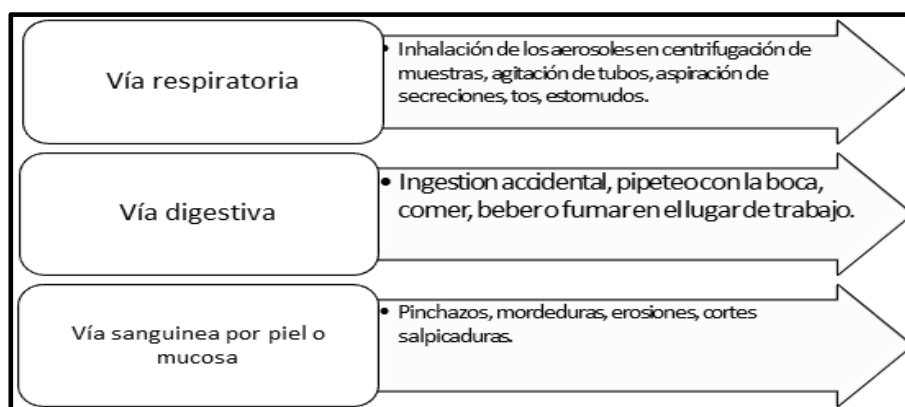 Vía respiratoria
• Inhalación de los aerosoles en centrifugación de
muestras, agitación de tubos, aspiración de
secreciones, tos, estornudos.
Vía digestiva
• Ingestion accidental, pipeteo con la boca,
comer, beber o fumar en el lugar de trabajo.
Vía sanguinea por piel o
mucosa
• Pinchazos, mordeduras, erosiones, cortes
salpicaduras.